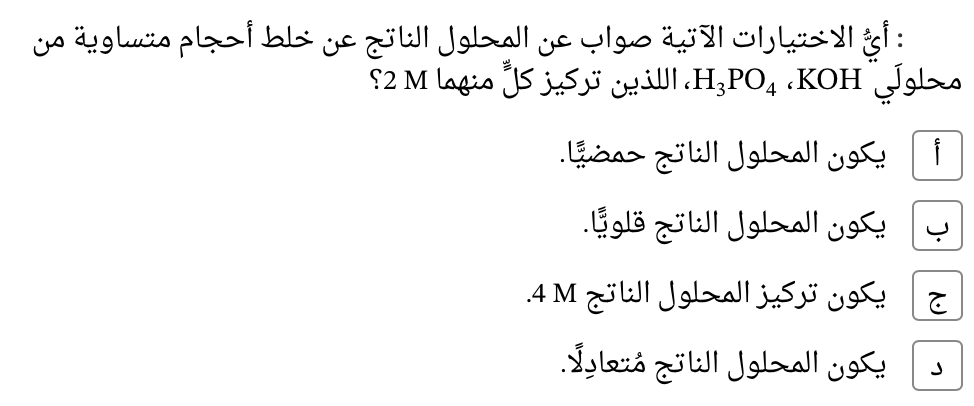 : أيُّ الاختيارات الآتية صواب عن المحلول الناتج عن خلط أحجام متساوية من
محلولَي KOH، H₃PO₄، اللذين تركيز كلٍّ منهما 2 M؟
أ يكون المحلول الناتج حمضيًّا.
ب يكون المحلول الناتج قلويًّا.
ج يكون تركيز المحلول الناتج 4 M.
د يكون المحلول الناتج مُتعادِلًا.